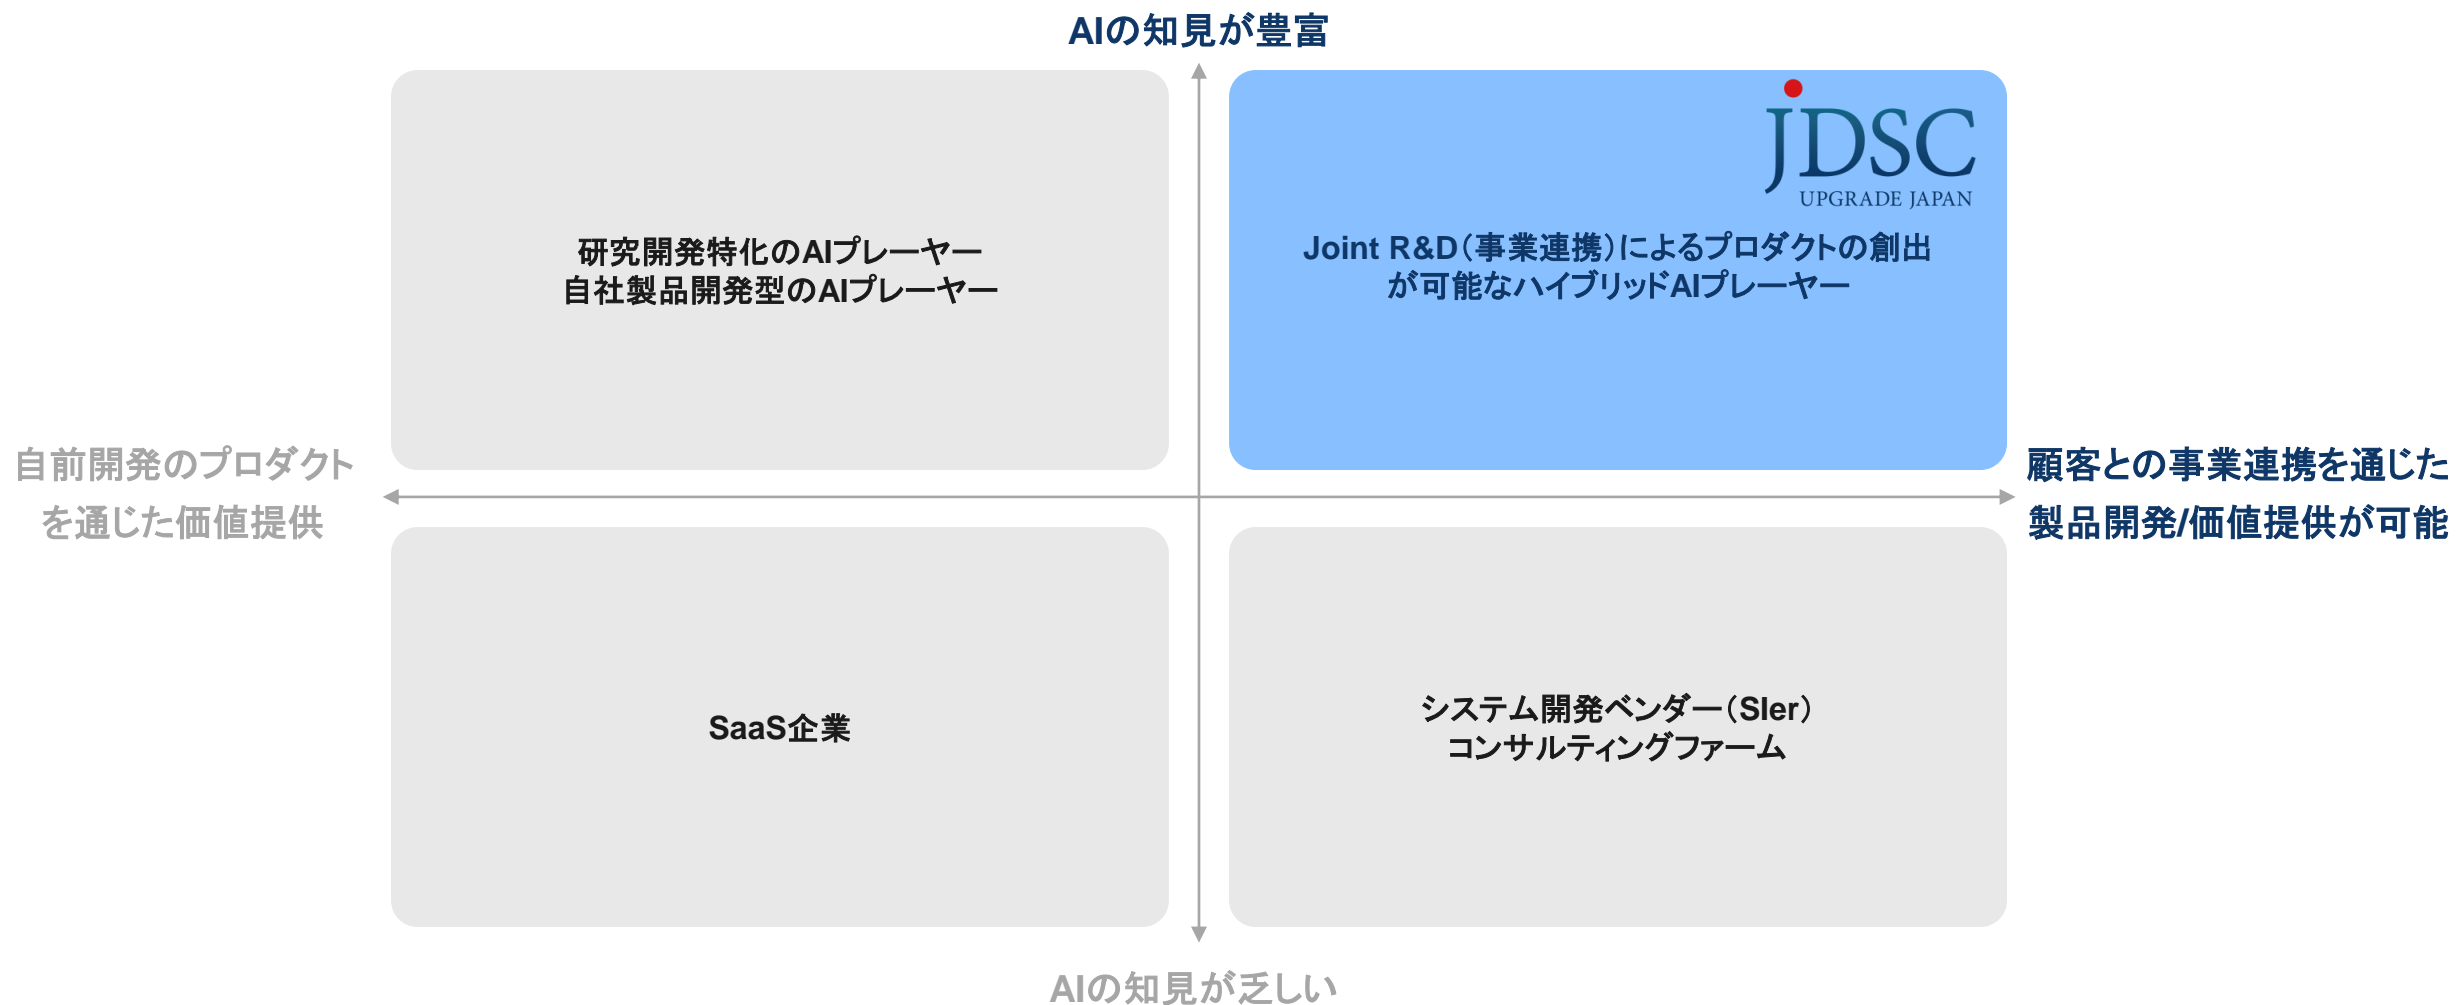 AIの知見が豊富
JDSC
UPGRADE JAPAN
研究開発特化のAIプレーヤー
自社製品開発型のAIプレーヤー
Joint R&D（事業連携）によるプロダクトの創出
が可能なハイブリッドAIプレーヤー
自前開発のプロダクト
を通じた価値提供
顧客との事業連携を通じた
製品開発/価値提供が可能
SaaS企業
システム開発ベンダー（SIer）
コンサルティングファーム
AIの知見が乏しい